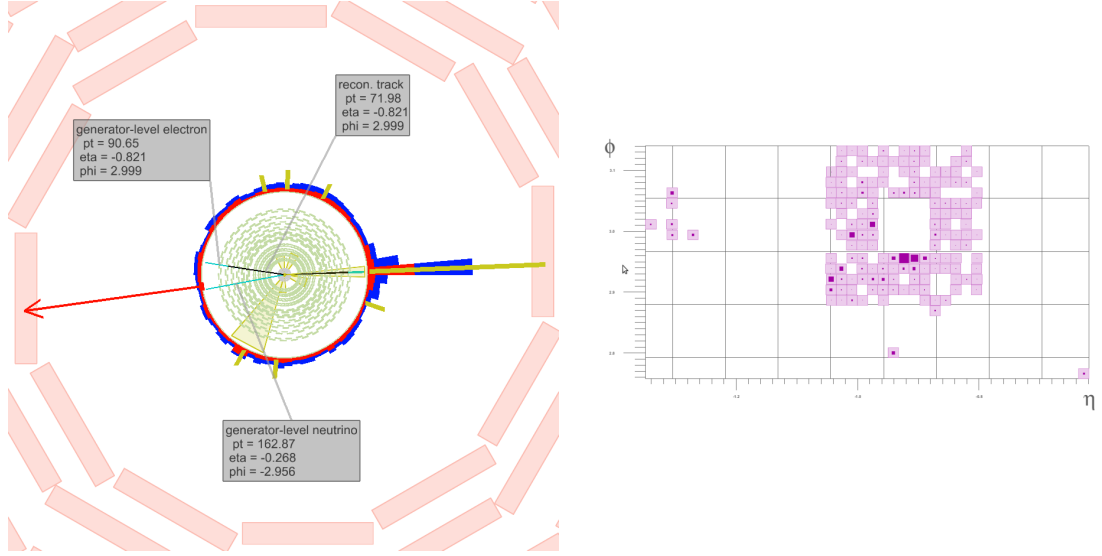 recon. track
pt = 71.98
eta = -0.821
phi = 2.999
generator-level electron
pt = 90.65
eta = -0.821
phi = 2.999
generator-level neutrino
pt = 162.87
eta = -0.268
phi = -2.956
ϕ
η